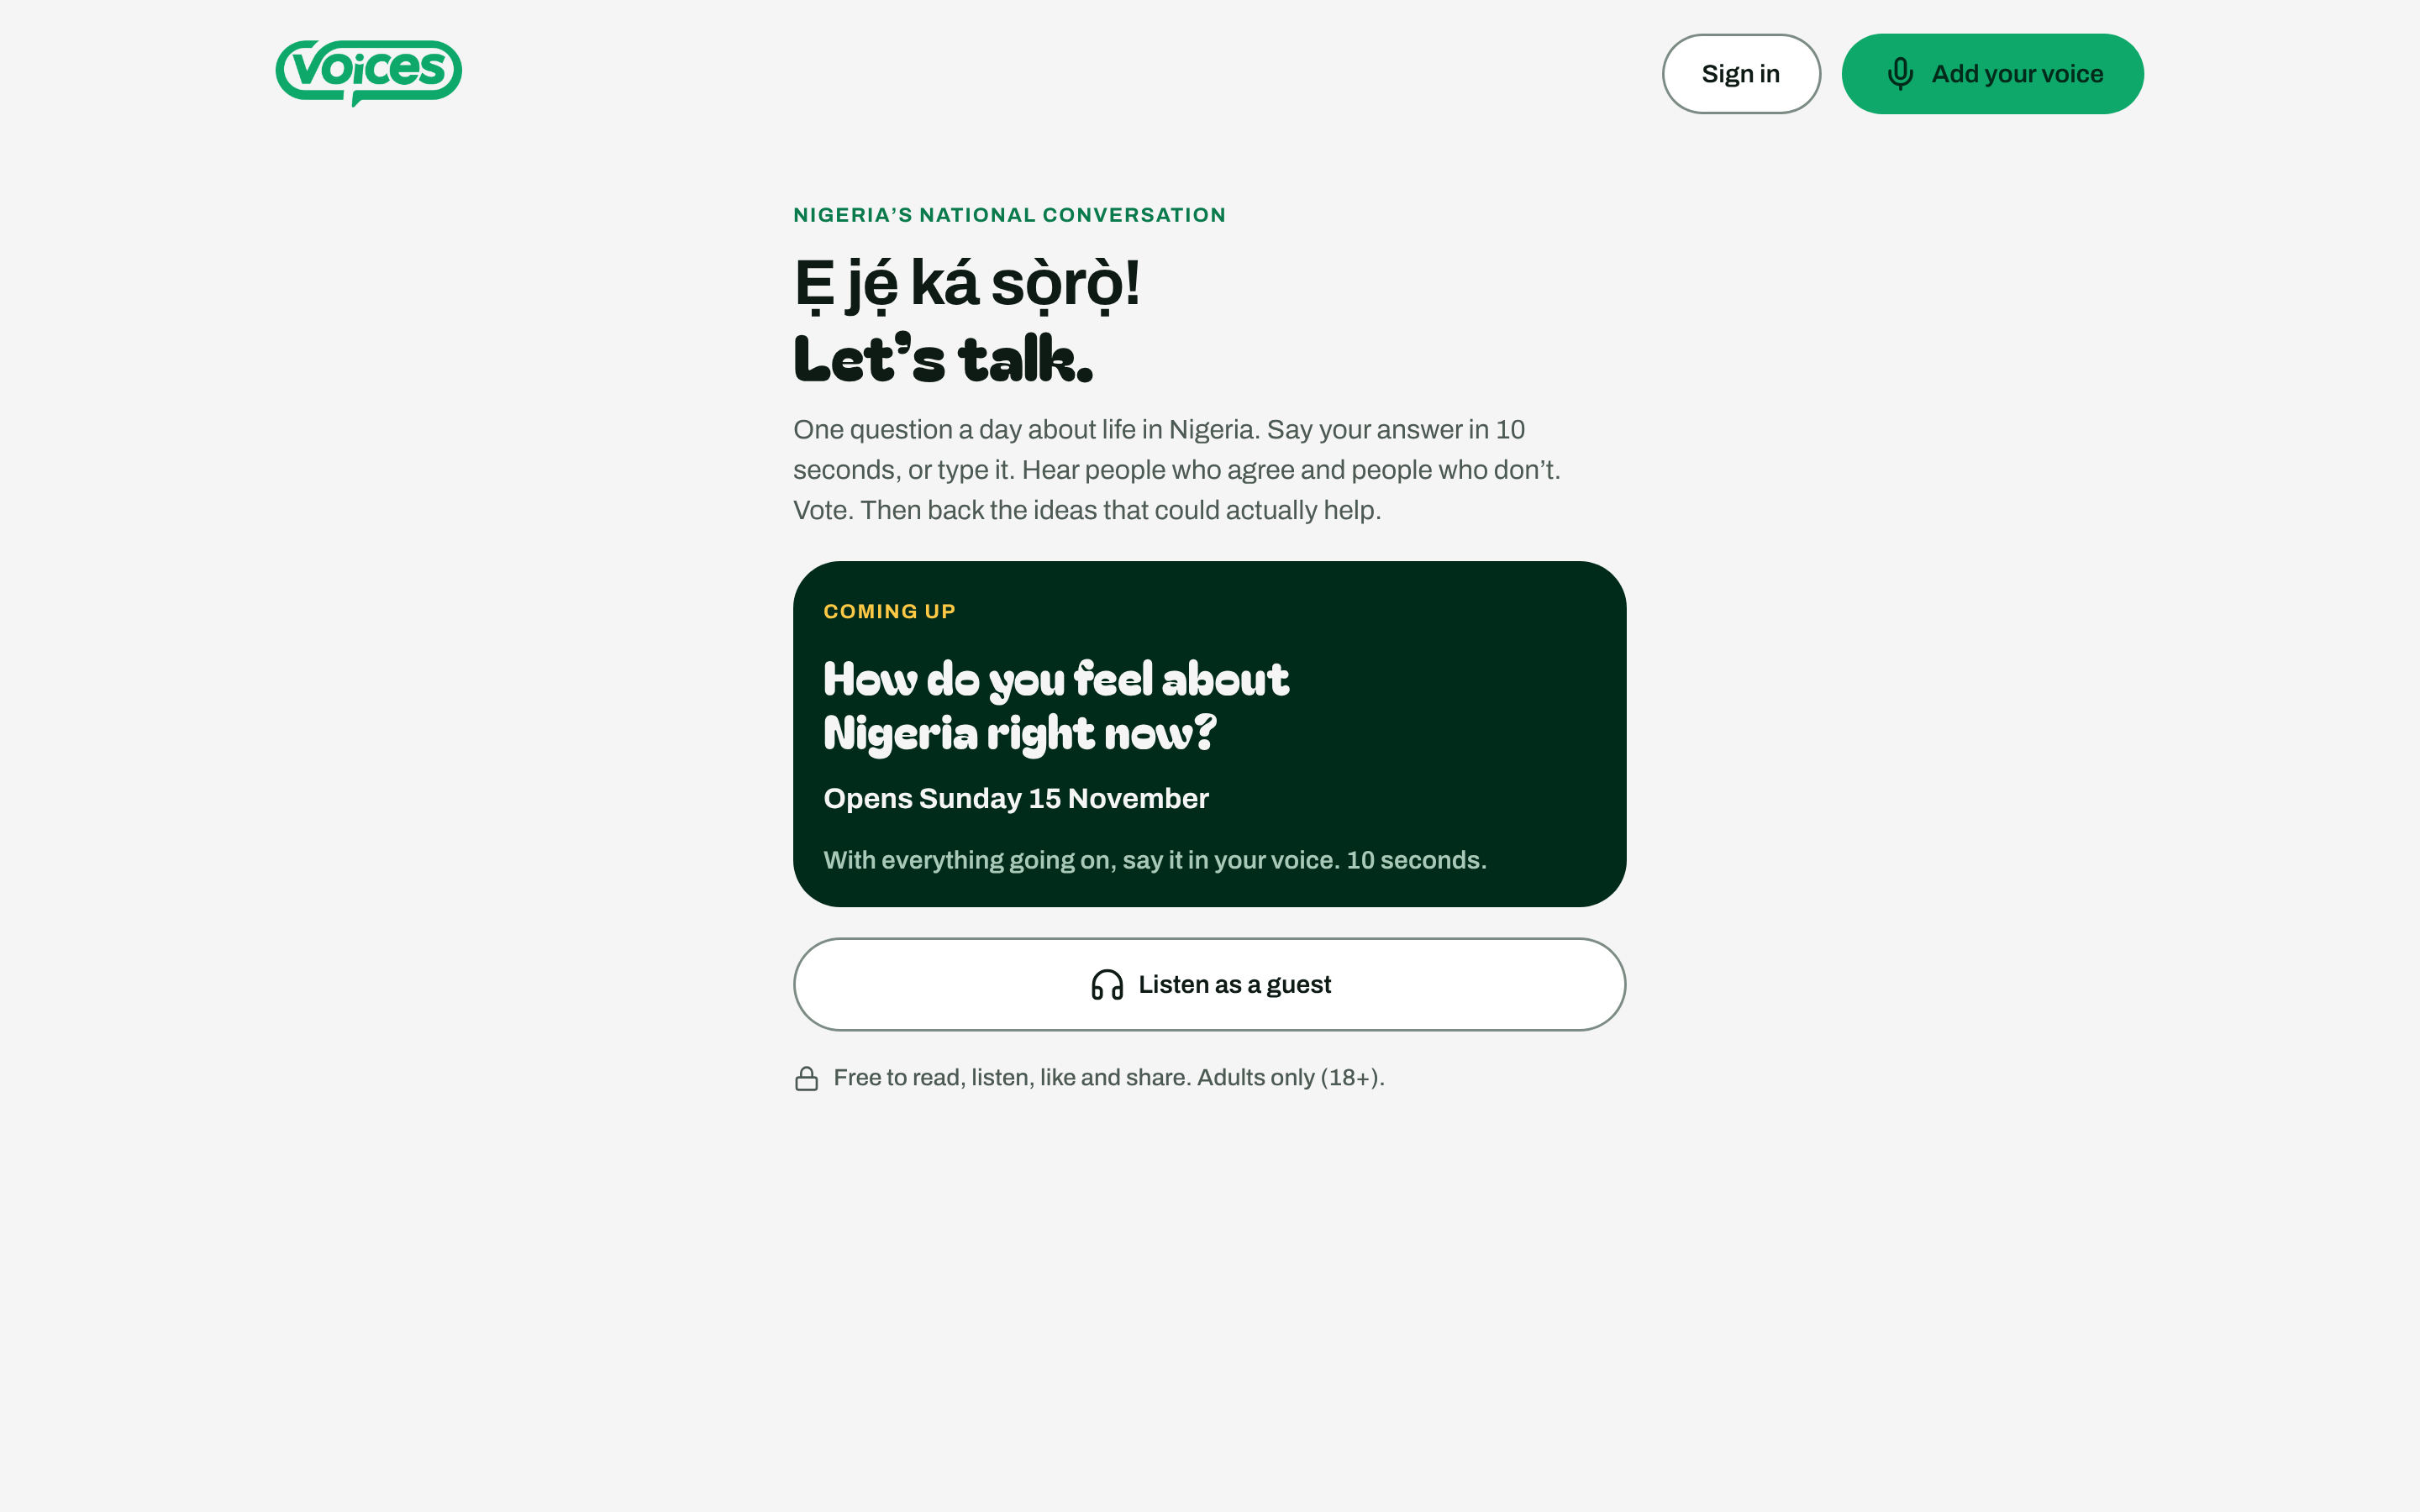 voices
Sign in
Add your voice
NIGERIA’S NATIONAL CONVERSATION
Ẹ jẹ́ ká sọ̀rọ̀!
Let’s talk.
One question a day about life in Nigeria. Say your answer in 10
seconds, or type it. Hear people who agree and people who don’t.
Vote. Then back the ideas that could actually help.
COMING UP
How do you feel about
Nigeria right now?
Opens Sunday 15 November
With everything going on, say it in your voice. 10 seconds.
Listen as a guest
Free to read, listen, like and share. Adults only (18+).